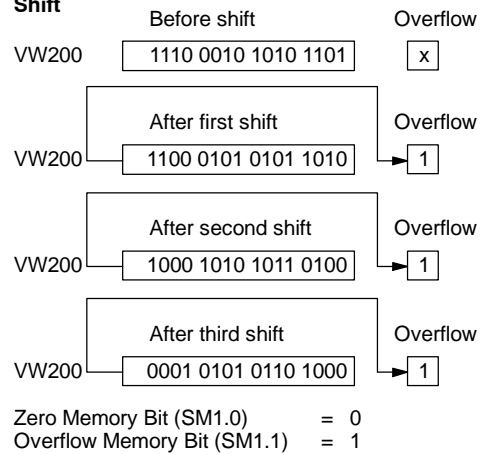 Shift
Before shift Overflow
VW200 1110 0010 1010 1101 x
After first shift Overflow
VW200 1100 0101 0101 1010 1
After second shift Overflow
VW200 1000 1010 1011 0100 1
After third shift Overflow
VW200 0001 0101 0110 1000 1
Zero Memory Bit (SM1.0) = 0
Overflow Memory Bit (SM1.1) = 1